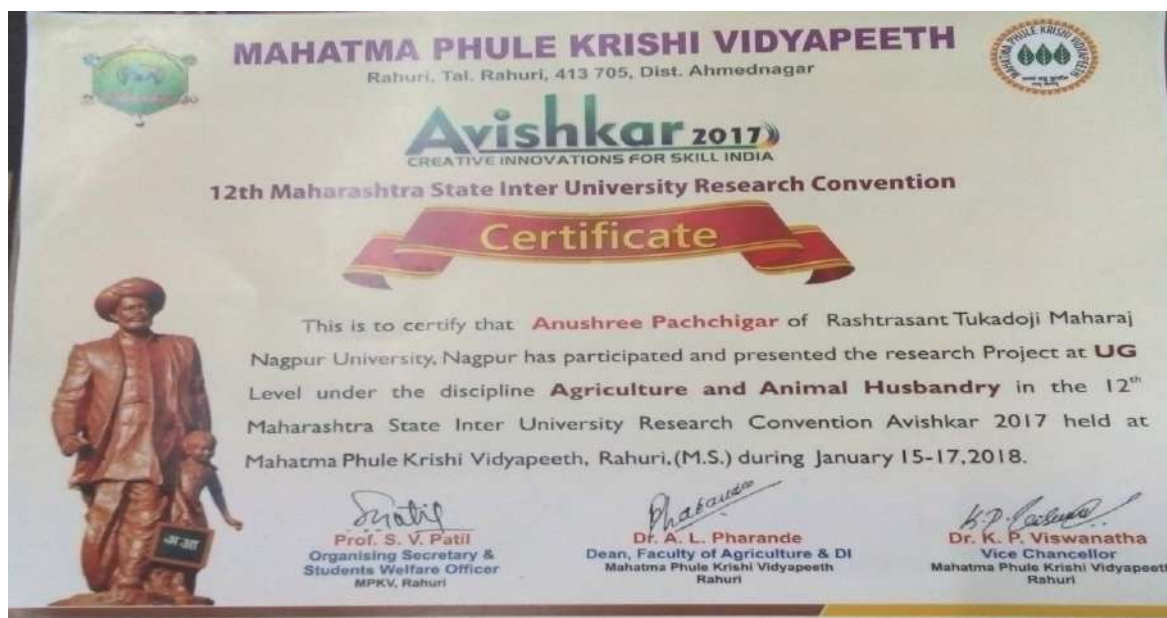 MAHATMA PHULE KRISHI VIDYAPEETH
Rahuri, Tal. Rahuri, 413 705, Dist. Ahmednagar
MAHATMA PHULE KRISHI VIDYAPEETH
Avishkar 2017
CREATIVE INNOVATIONS FOR SKILL INDIA
12th Maharashtra State Inter University Research Convention
Certificate
This is to certify that Anushree Pachchigar of Rashtrasant Tukadoji Maharaj
Nagpur University, Nagpur has participated and presented the research Project at UG
Level under the discipline Agriculture and Animal Husbandry in the 12th
Maharashtra State Inter University Research Convention Avishkar 2017 held at
Mahatma Phule Krishi Vidyapeeth, Rahuri,(M.S.) during January 15-17,2018.
अ-आ
Prof. S. V. Patil
Organising Secretary &
Students Welfare Officer
MPKV, Rahuri
Dr. A. L. Pharande
Dean, Faculty of Agriculture & DI
Mahatma Phule Krishi Vidyapeeth
Rahuri
K.P.
Dr. K. P. Viswanatha
Vice Chancellor
Mahatma Phule Krishi Vidyapeeth
Rahuri